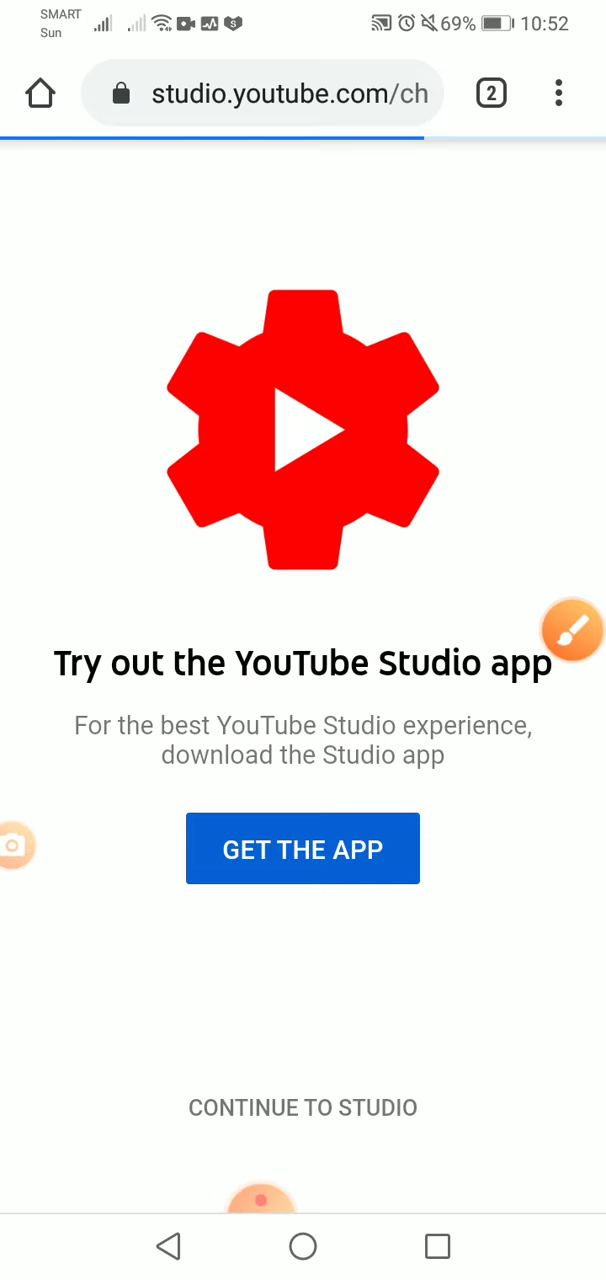 SMART
Sun
69%
10:52
studio.youtube.com/ch
2
Try out the YouTube Studio app
For the best YouTube Studio experience,
download the Studio app
GET THE APP
CONTINUE TO STUDIO